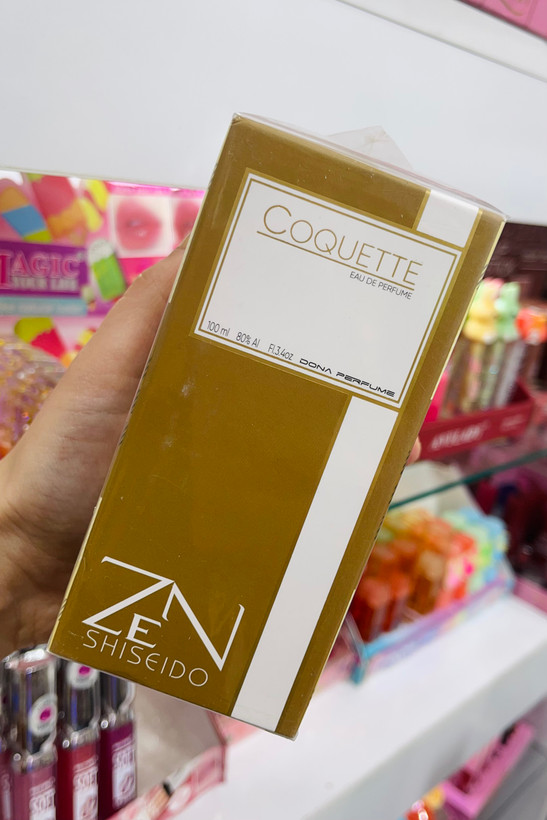 COQUETTE
EAU DE PERFUME
100 ml 80% Al Fl.3.4oz DONA PERFUME
ZEN
SHISEIDO
MAGIC